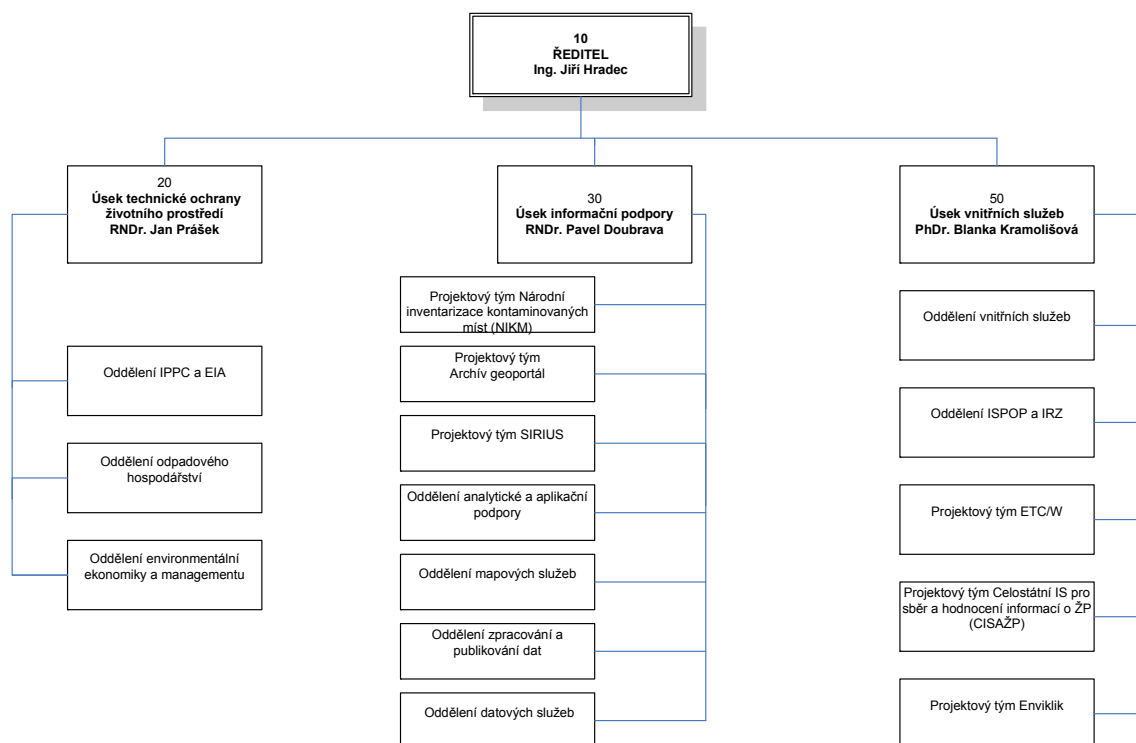 10
ŘEDITEL
Ing. Jiří Hradec
20
Úsek technické ochrany
životního prostředí
RNDr. Jan Prášek
Oddělení IPPC a EIA
Oddělení odpadového
hospodářství
Oddělení environmentální
ekonomiky a managementu
30
Úsek informační podpory
RNDr. Pavel Doubrava
Projektový tým Národní
inventarizace kontaminovaných
míst (NIKM)
Projektový tým
Archív geoportál
Projektový tým SIRIUS
Oddělení analytické a aplikační
podpory
Oddělení mapových služeb
Oddělení zpracování a
publikování dat
Oddělení datových služeb
50
Úsek vnitřních služeb
PhDr. Blanka Kramolišová
Oddělení vnitřních služeb
Oddělení ISPOP a IRZ
Projektový tým ETC/W
Projektový tým Celostátní IS pro
sběr a hodnocení informací o ŽP
(CISAŽP)
Projektový tým Enviklik